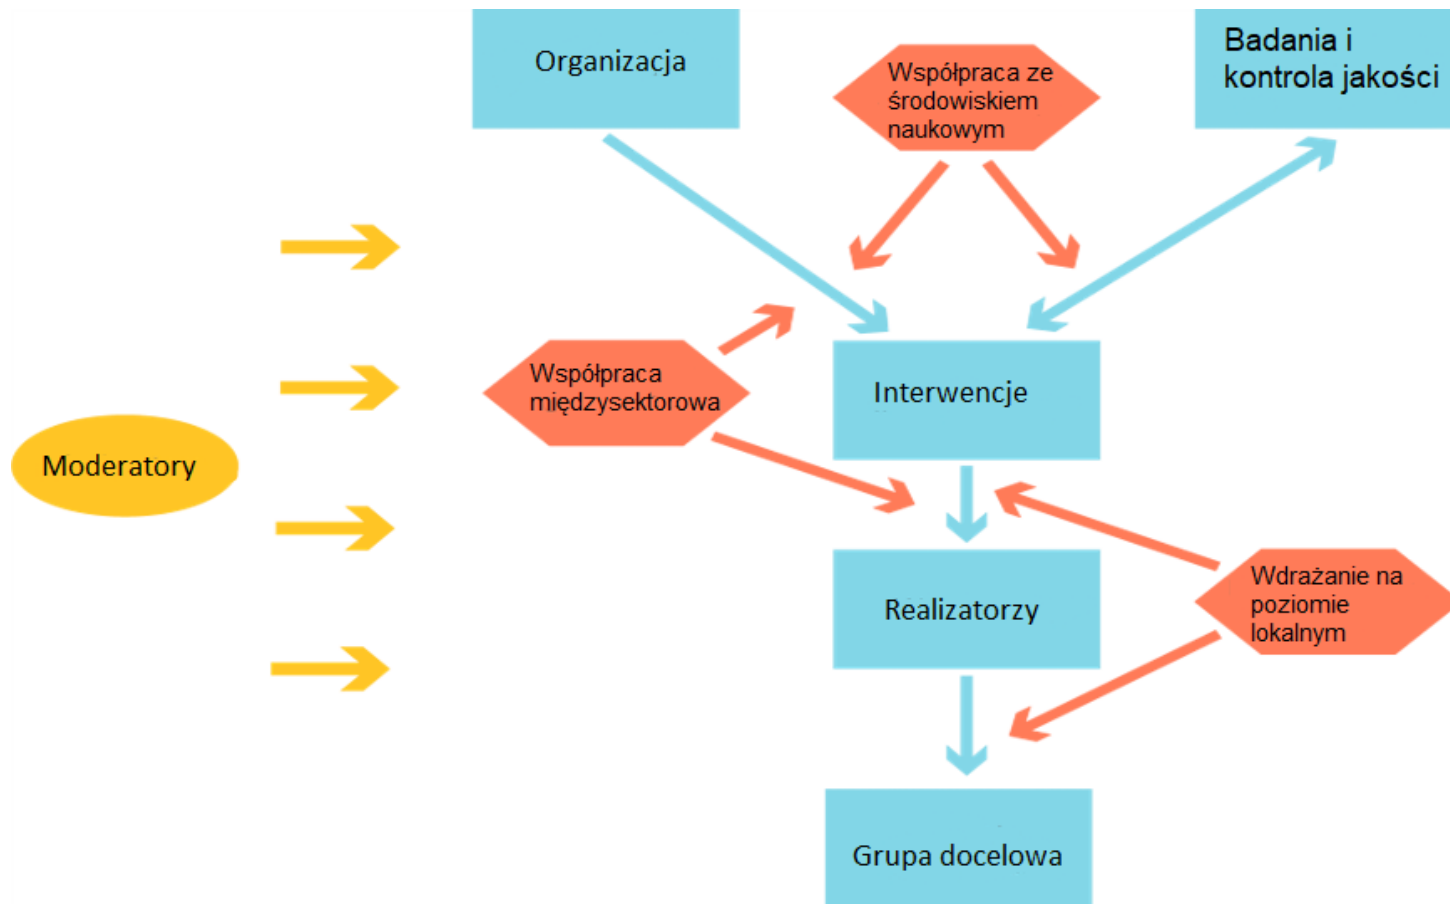 Organizacja
Współpraca ze
środowiskiem
naukowym
Badania i
kontrola jakości
Współpraca
międzysektorowa
Interwencje
Moderatory
Realizatorzy
Wdrażanie na
poziomie
lokalnym
Grupa docelowa